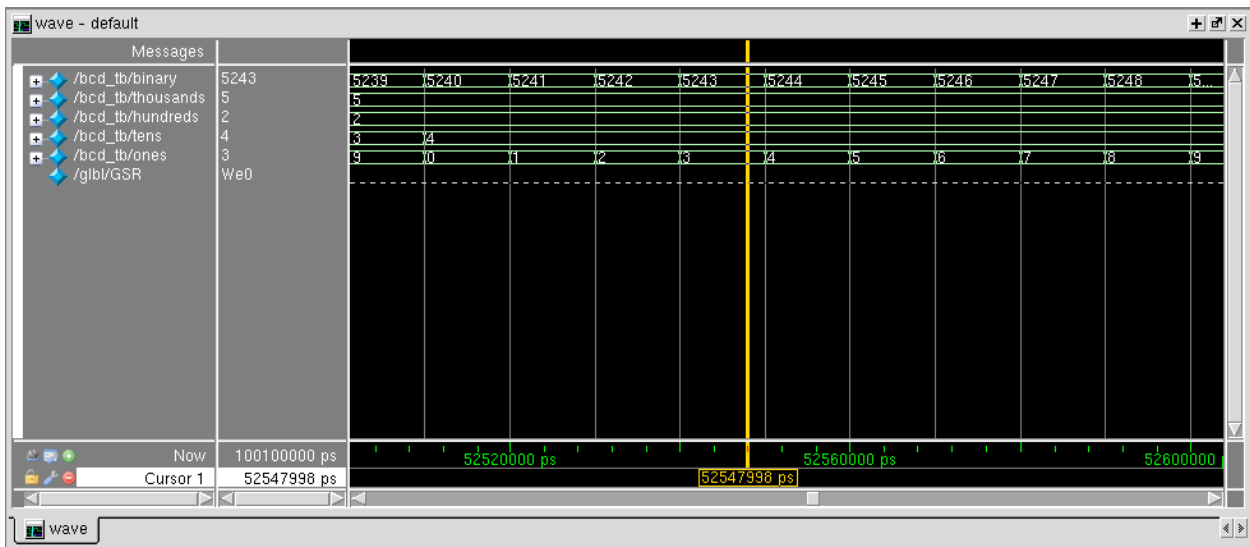 wave - default
Messages
/bcd_tb/binary 5243 5239 5240 5241 5242 5243 5244 5245 5246 5247 5248 5...
/bcd_tb/thousands 5 5
/bcd_tb/hundreds 2 2
/bcd_tb/tens 4 3 4
/bcd_tb/ones 3 9 0 1 2 3 4 5 6 7 8 9
/glbl/GSR We0
Now 100100000 ps 52520000 ps 52560000 ps 52600000
Cursor 1 52547998 ps 52547998 ps
wave